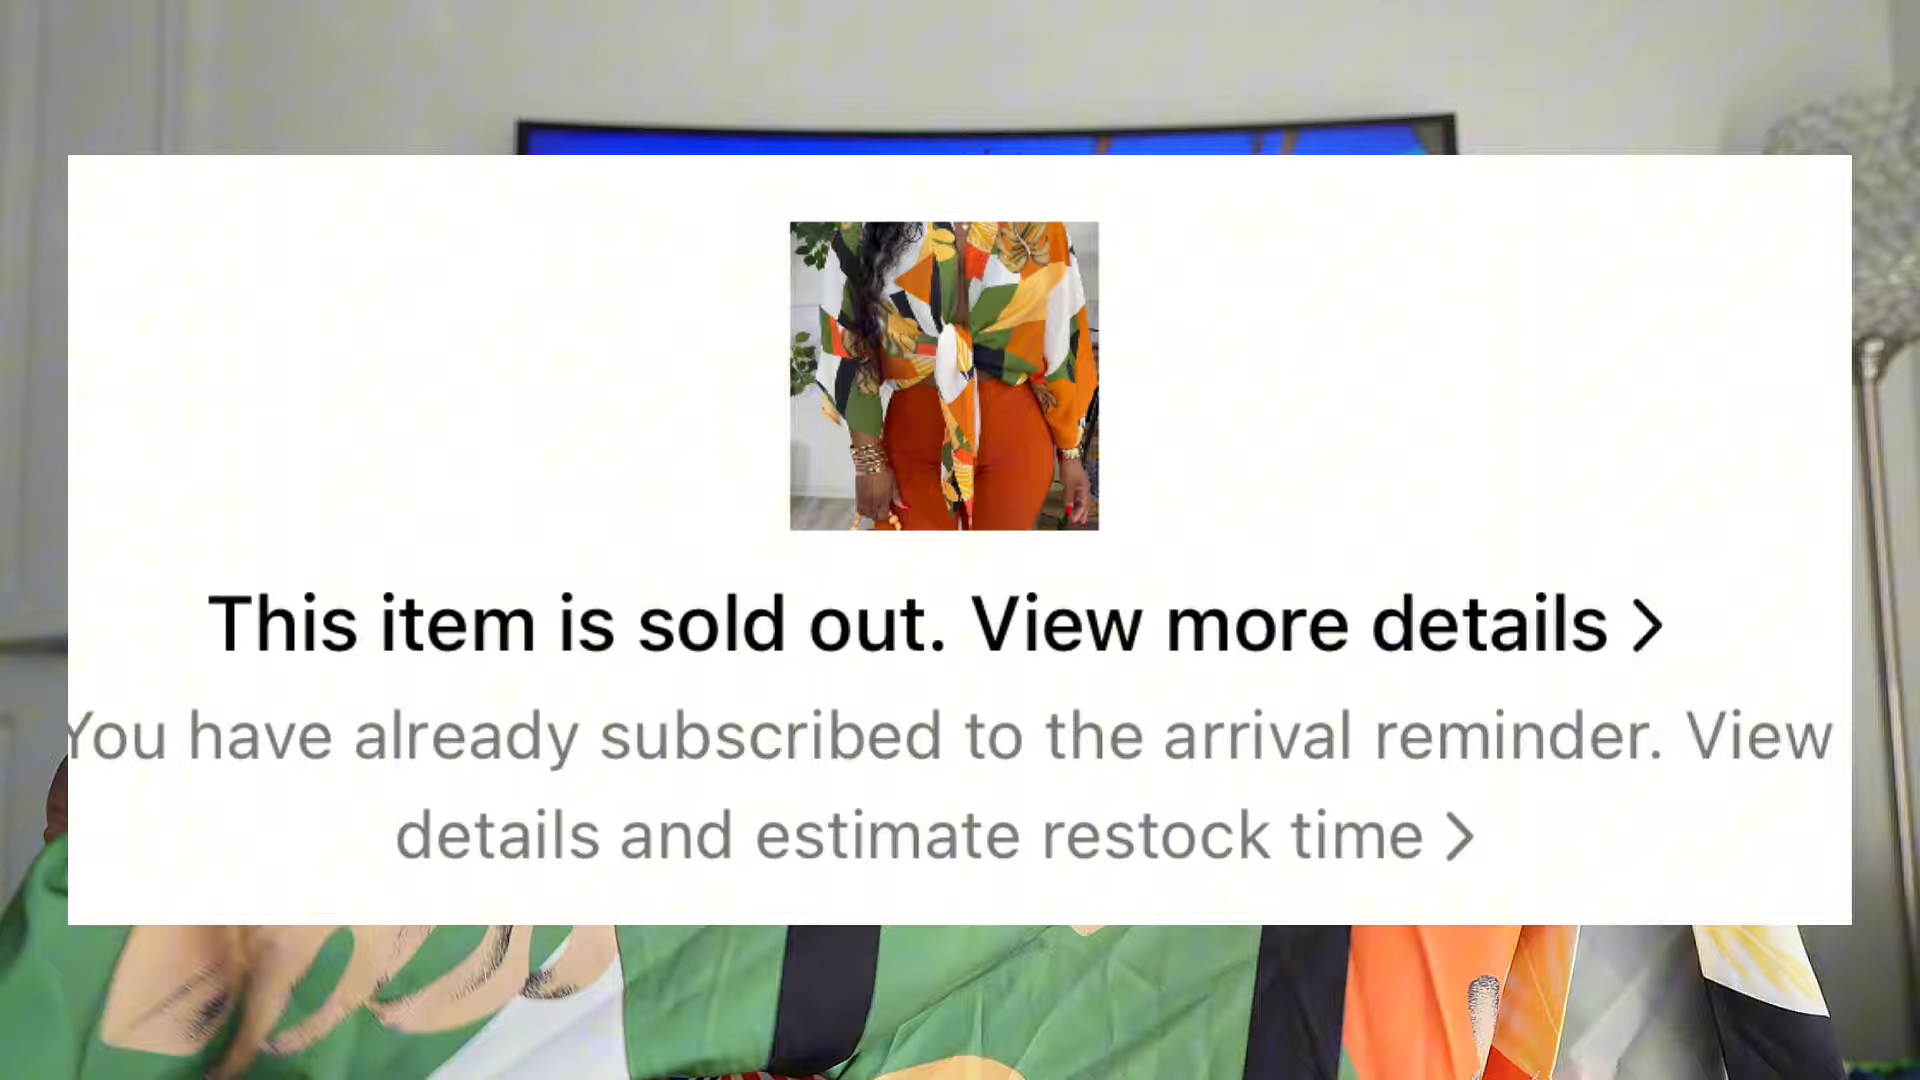 This item is sold out. View more details >
You have already subscribed to the arrival reminder. View
details and estimate restock time >